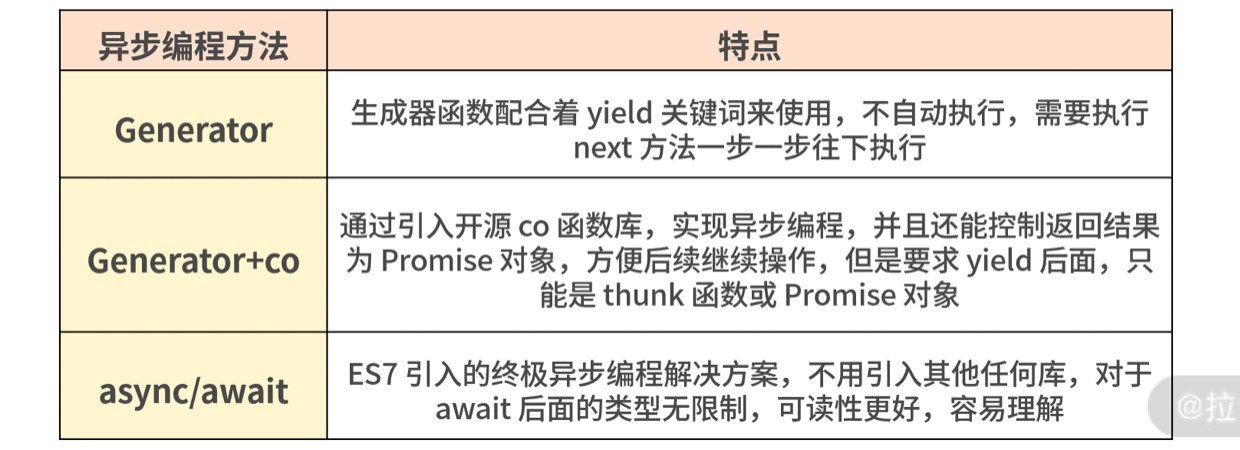 异步编程方法
特点
Generator
生成器函数配合着 yield 关键词来使用，不自动执行，需要执行
next 方法一步一步往下执行
Generator+co
通过引入开源 co 函数库，实现异步编程，并且还能控制返回结果
为 Promise 对象，方便后续继续操作，但是要求 yield 后面，只
能是 thunk 函数或 Promise 对象
async/await
ES7 引入的终极异步编程解决方案，不用引入其他任何库，对于
await 后面的类型无限制，可读性更好，容易理解
@拉